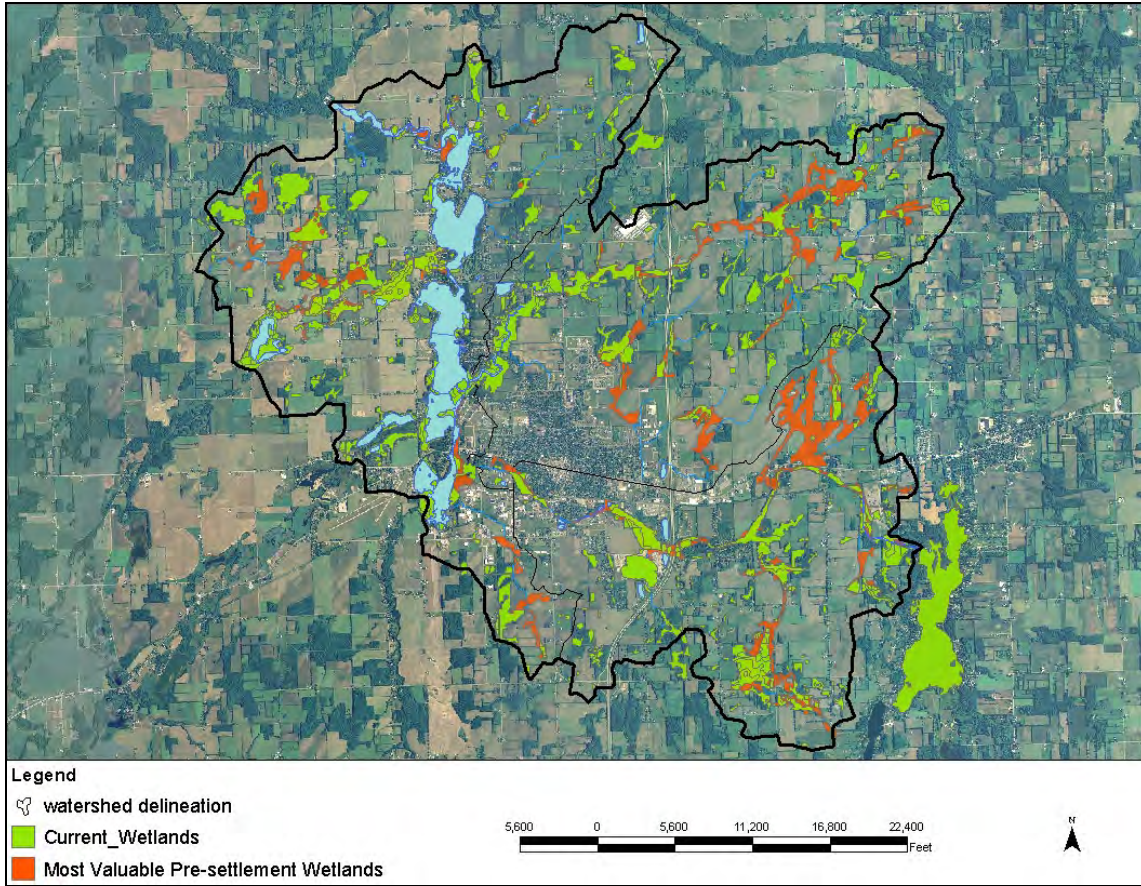 Legend
watershed delineation
Current_Wetlands
Most Valuable Pre-settlement Wetlands
5,600 0 5,600 11,200 16,800 22,400
Feet
N